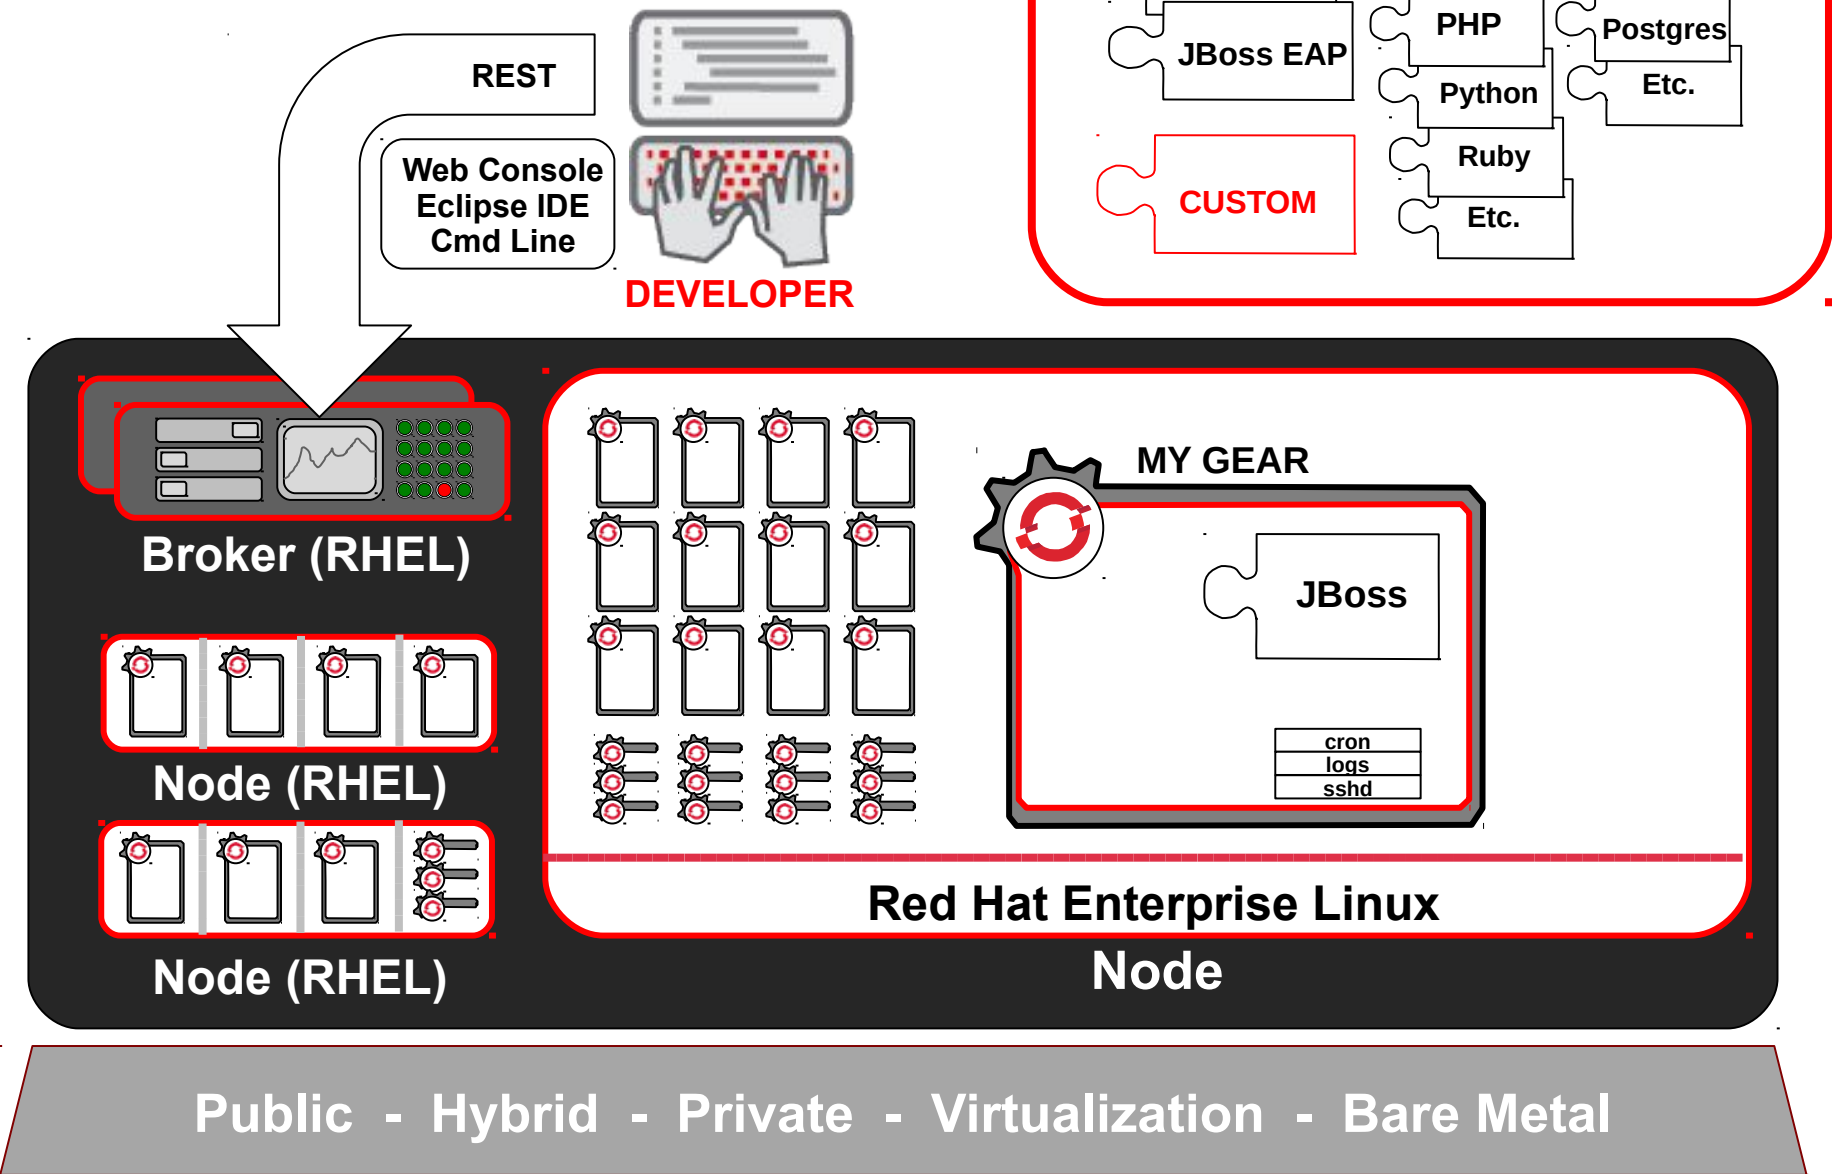 REST
Web Console
Eclipse IDE
Cmd Line
DEVELOPER
JBoss EAP
PHP
Python
Ruby
Etc.
Postgres
Etc.
CUSTOM
Broker (RHEL)
Node (RHEL)
Node (RHEL)
MY GEAR
JBoss
cron
logs
sshd
Red Hat Enterprise Linux
Node
Public - Hybrid - Private - Virtualization - Bare Metal